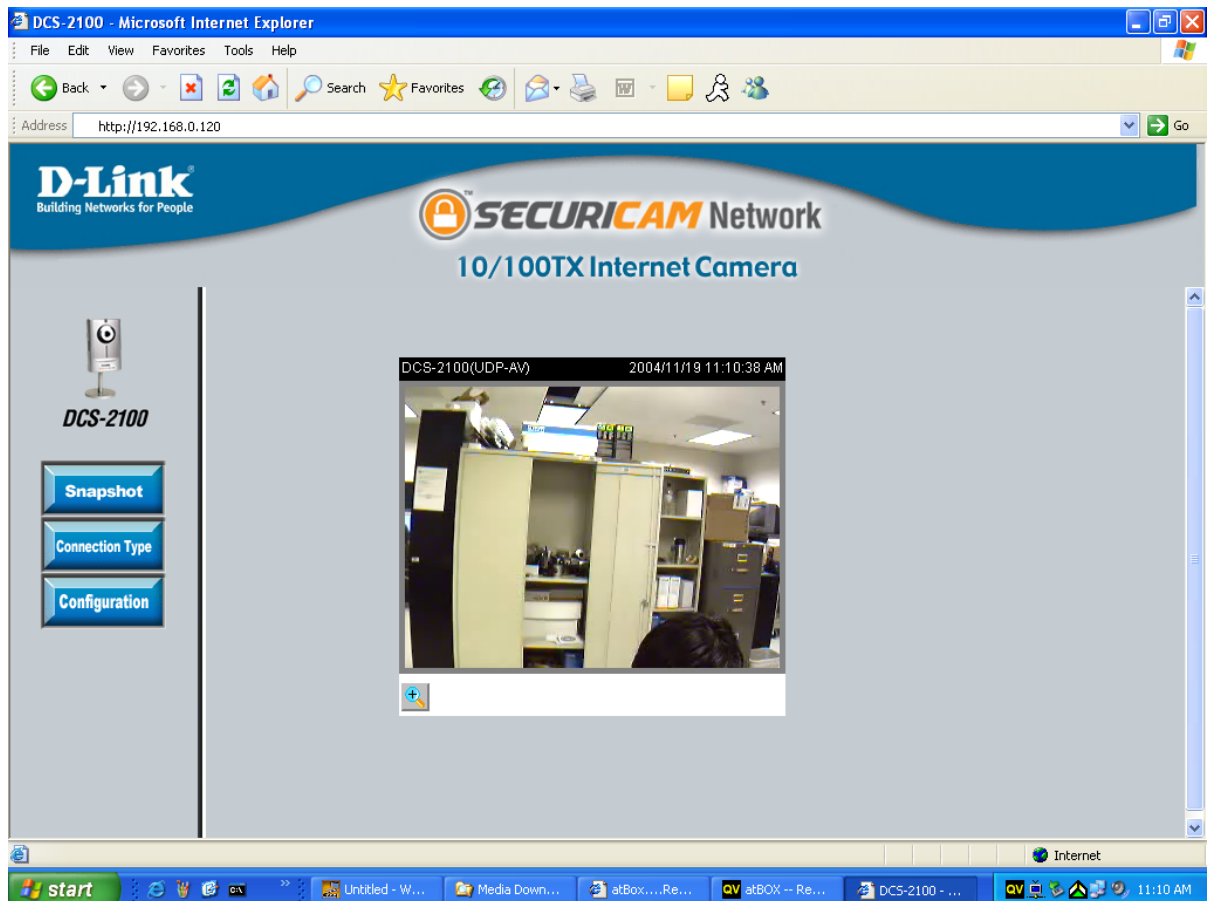 DCS-2100 - Microsoft Internet Explorer
File Edit View Favorites Tools Help
Back Search Favorites
Address http://192.168.0.120 Go
D-Link®
Building Networks for People
SECURICAM™ Network
10/100TX Internet Camera
DCS-2100
Snapshot
Connection Type
Configuration
DCS-2100(UDP-AV) 2004/11/19 11:10:38 AM
Internet
start Untitled - W... Media Down... atBox....Re... QV atBOX -- Re... DCS-2100 - ... QV 11:10 AM